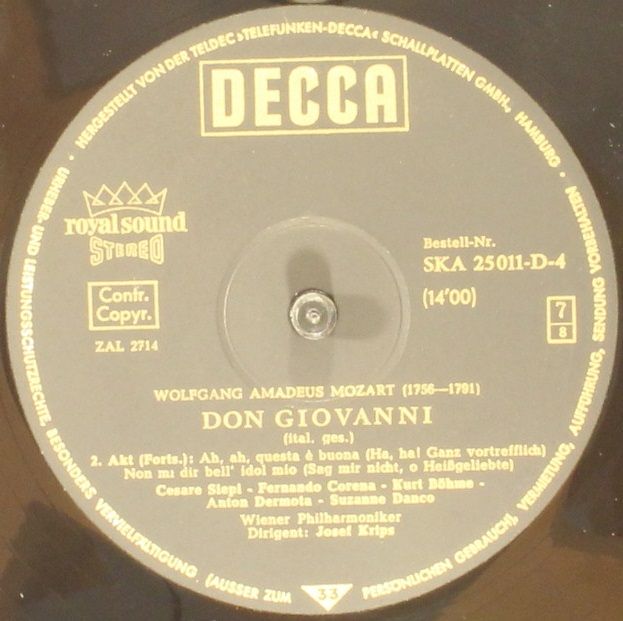 • HERGESTELLT VON DER TELDEC »TELEFUNKEN-DECCA« SCHALLPLATTEN GMBH., HAMBURG •
URHEBER- UND LEISTUNGSSCHUTZRECHTE, BESONDERS VERVIELFÄLTIGUNG (AUSSER ZUM PERSÖNLICHEN GEBRAUCH), VERMIETUNG, AUFFÜHRUNG, SENDUNG VORBEHALTEN
DECCA
royal sound
STEREO
Bestell-Nr.
SKA 25011-D-4
(14'00)
Contr.
Copyr.
7
8
ZAL 2714
WOLFGANG AMADEUS MOZART (1756—1791)
DON GIOVANNI
(ital. ges.)
2. Akt (Forts.): Ah, ah, questa è buona (Ha, ha! Ganz vortrefflich)
Non mi dir bell' idol mio (Sag mir nicht, o Heißgeliebte)
Cesare Siepi - Fernando Corena - Kurt Böhme -
Anton Dermota - Suzanne Danco
Wiener Philharmoniker
Dirigent: Josef Krips
33